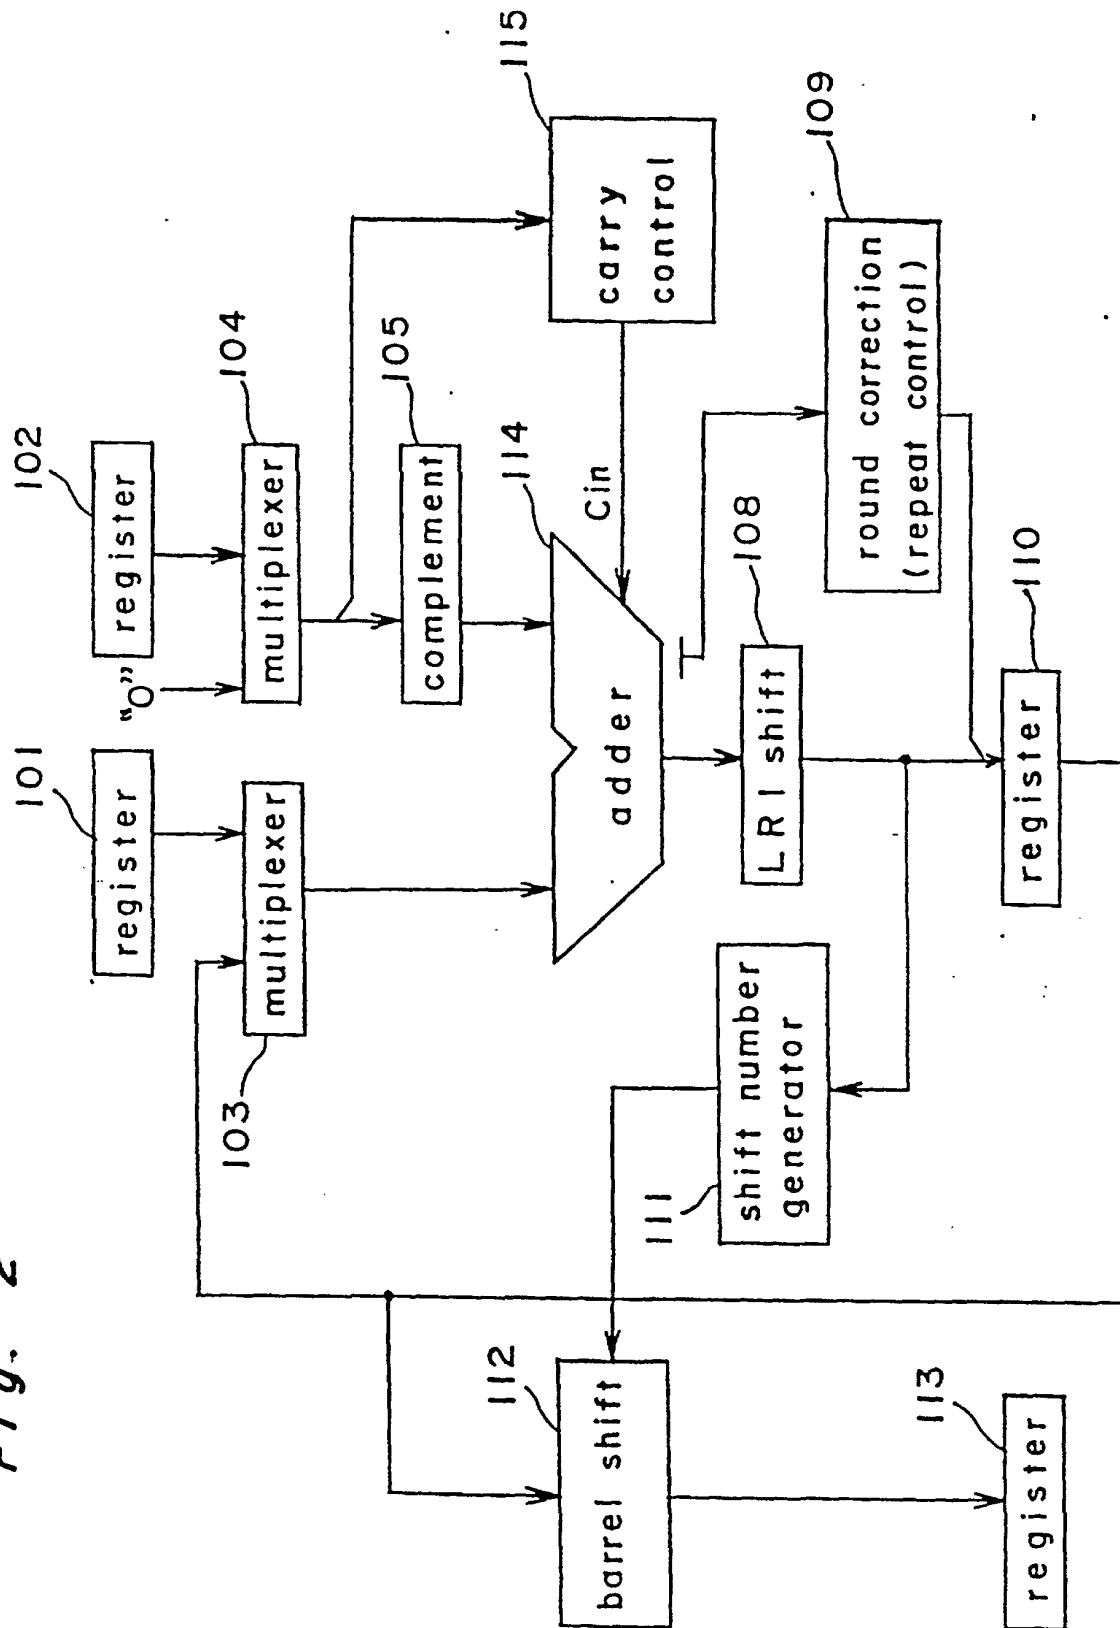 Fig. 2
101
register
102
register
"0"
103
multiplexer
104
multiplexer
105
complement
114
adder
Cin
115
carry
control
108
LR1 shift
109
round correction
(repeat control)
110
register
111
shift number
generator
112
barrel shift
113
register